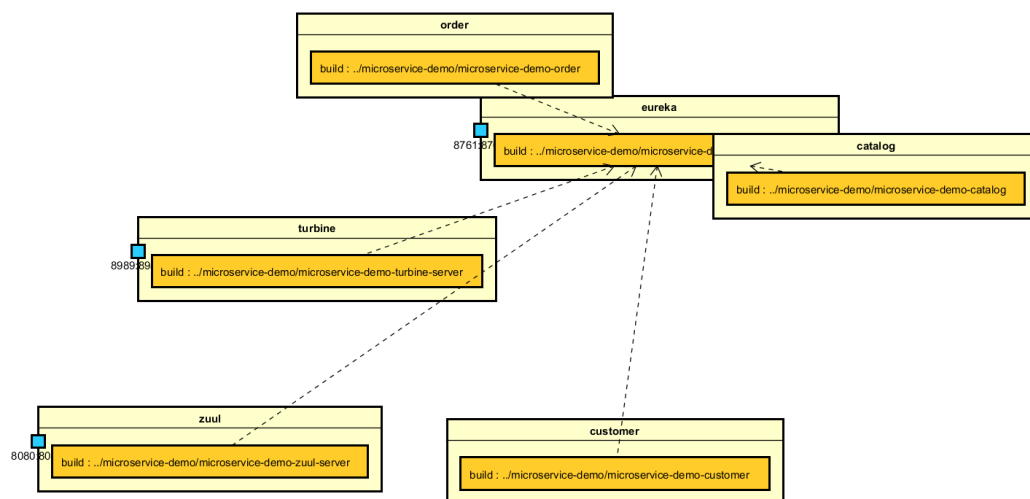 order
build : ../microservice-demo/microservice-demo-order
eureka
8761:87
build : ../microservice-demo/microservice-d
catalog
build : ../microservice-demo/microservice-demo-catalog
turbine
8989:89
build : ../microservice-demo/microservice-demo-turbine-server
zuul
8080:80
build : ../microservice-demo/microservice-demo-zuul-server
customer
build : ../microservice-demo/microservice-demo-customer